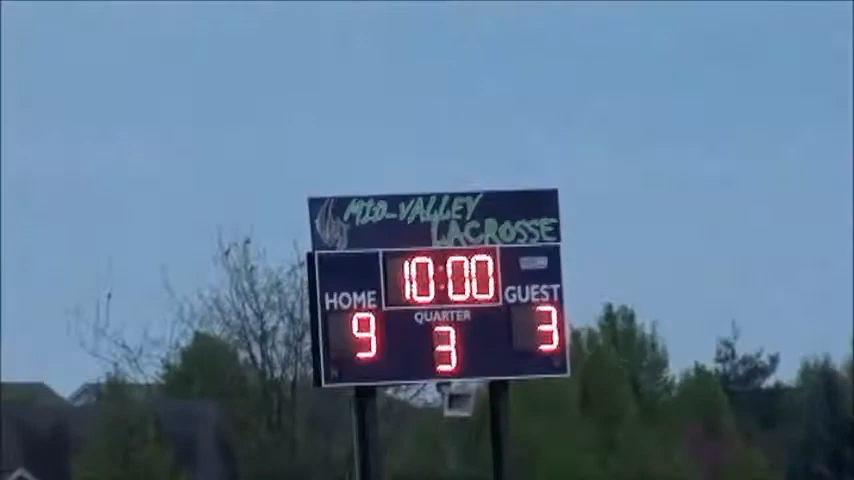 MID-VALLEY
LACROSSE
10:00
HOME
GUEST
QUARTER
9
3
3